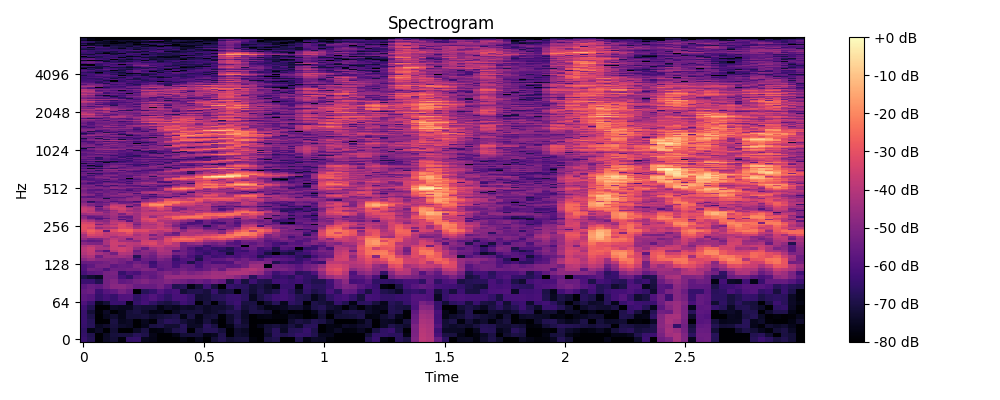 Spectrogram
+0 dB
4096
-10 dB
2048
-20 dB
1024
-30 dB
Hz
512
-40 dB
256
-50 dB
128
-60 dB
64
-70 dB
0
-80 dB
0 0.5 1 1.5 2 2.5
Time